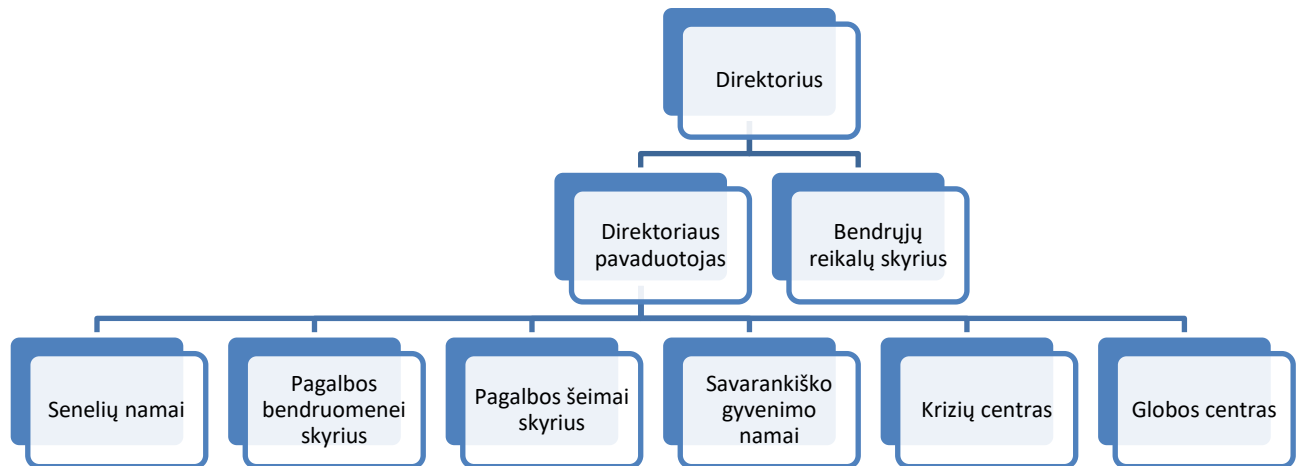 Direktorius
Direktoriaus
pavaduotojas
Bendrųjų
reikalų skyrius
Senelių namai
Pagalbos
bendruomenei
skyrius
Pagalbos šeimai
skyrius
Savarankiško
gyvenimo
namai
Krizių centras
Globos centras